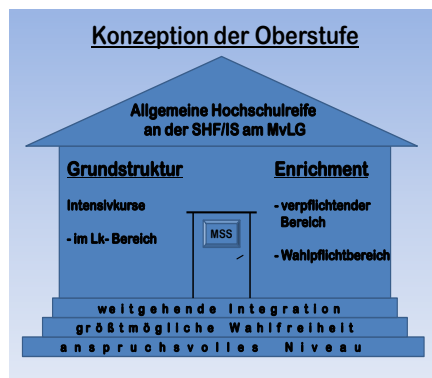 Konzeption der Oberstufe
Allgemeine Hochschulreife
an der SHF/IS am MvLG
Grundstruktur
Intensivkurse
- im Lk- Bereich
MSS
Enrichment
- verpflichtender
Bereich
- Wahlpflichtbereich
weitgehende Integration
größtmögliche Wahlfreiheit
anspruchsvolles Niveau